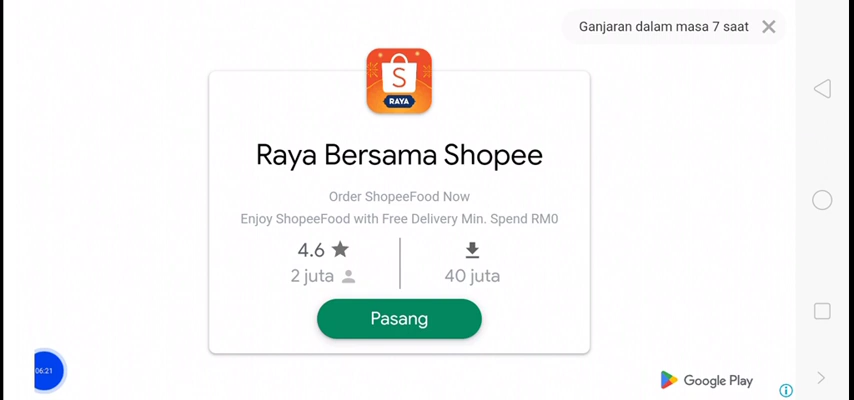 Ganjaran dalam masa 7 saat
S
RAYA
Raya Bersama Shopee
Order ShopeeFood Now
Enjoy ShopeeFood with Free Delivery Min. Spend RM0
4.6
2 juta
40 juta
Pasang
06:21
Google Play